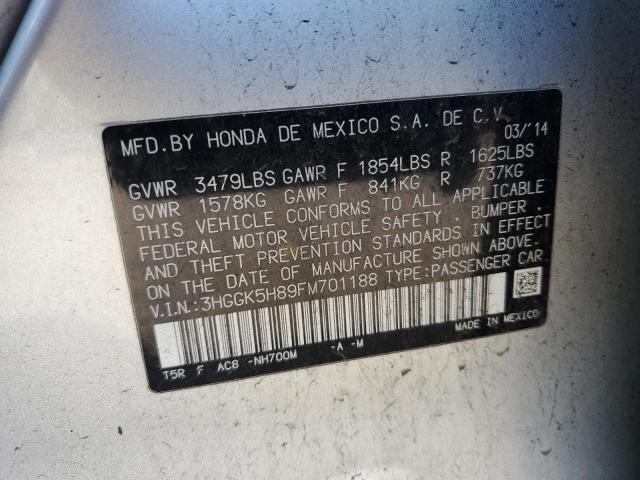 MFD.BY HONDA DE MEXICO S.A. DE C.V.
03/'14
GVWR 3479LBS GAWR F 1854LBS R 1625LBS
GVWR 1578KG GAWR F 841KG R 737KG
THIS VEHICLE CONFORMS TO ALL APPLICABLE
FEDERAL MOTOR VEHICLE SAFETY . BUMPER .
AND THEFT PREVENTION STANDARDS IN EFFECT
ON THE DATE OF MANUFACTURE SHOWN ABOVE.
V.I.N.:3HGGK5H89FM701188 TYPE:PASSENGER CAR
MADE IN MEXICO
T5R F AC8 -NH700M -A -M